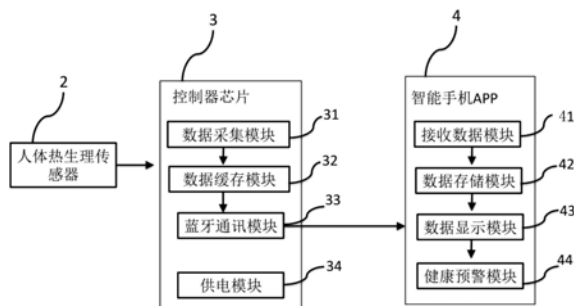 2
人体热生理传
感器
3
控制器芯片
数据采集模块
31
数据缓存模块
32
蓝牙通讯模块
33
供电模块
34
4
智能手机APP
接收数据模块
41
数据存储模块
42
数据显示模块
43
健康预警模块
44